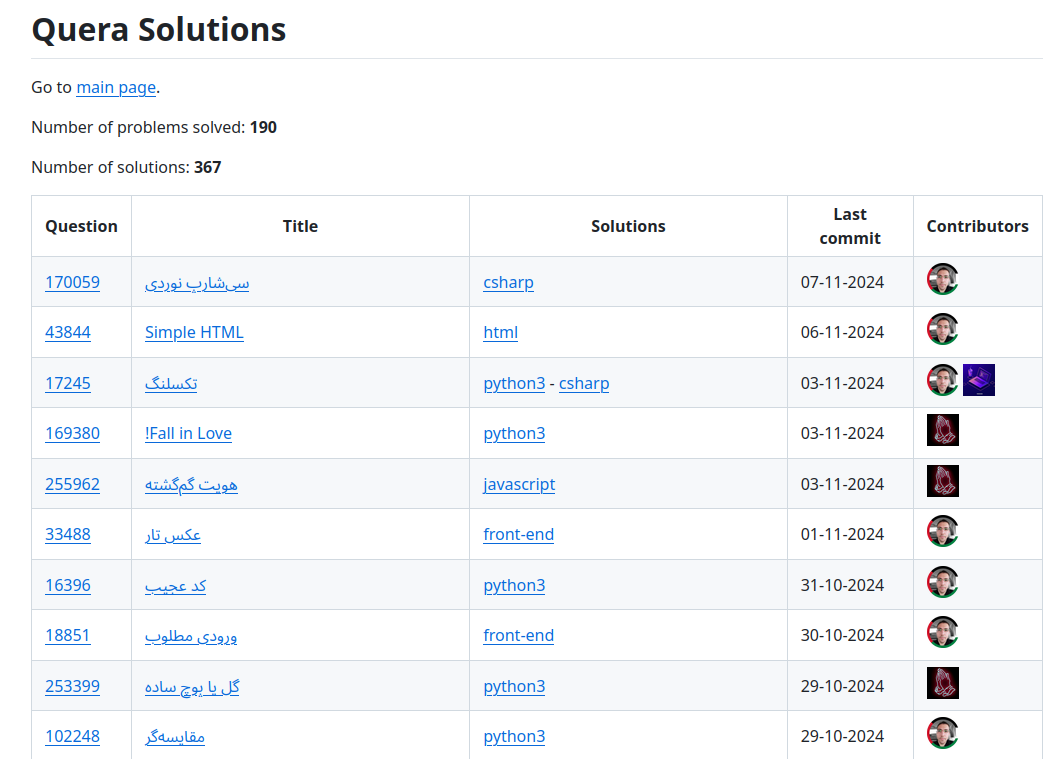 Quera Solutions
Go to main page.
Number of problems solved: 190
Number of solutions: 367
Question Title Solutions Last commit Contributors
170059 سی‌شارپ نوردی csharp 07-11-2024
43844 Simple HTML html 06-11-2024
17245 تکسلنگ python3 - csharp 03-11-2024
169380 !Fall in Love python3 03-11-2024
255962 هویت گم‌گشته javascript 03-11-2024
33488 عکس تار front-end 01-11-2024
16396 کد عجیب python3 31-10-2024
18851 ورودی مطلوب front-end 30-10-2024
253399 گل یا پوچ ساده python3 29-10-2024
102248 مقایسه‌گر python3 29-10-2024